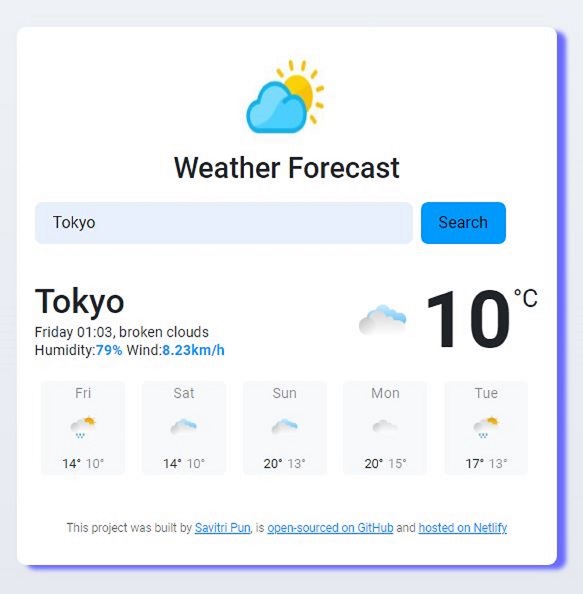 Weather Forecast
Tokyo
Search
Tokyo
Friday 01:03, broken clouds
Humidity:79% Wind:8.23km/h
10°C
Fri Sat Sun Mon Tue
14° 10° 14° 10° 20° 13° 20° 15° 17° 13°
This project was built by Savitri Pun, is open-sourced on GitHub and hosted on Netlify